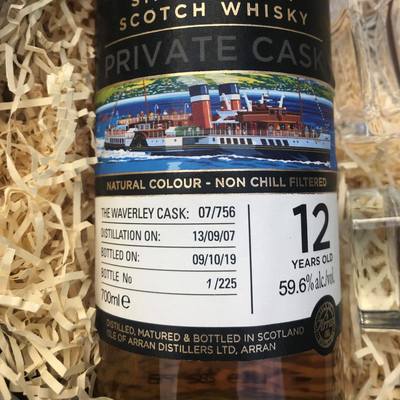 SCOTCH WHISKY
PRIVATE CASK
NATURAL COLOUR - NON CHILL FILTERED
THE WAVERLEY CASK: 07/756
DISTILLATION ON: 13/09/07
BOTTLED ON: 09/10/19
BOTTLE No 1/225
700ml e
12
YEARS OLD
59.6% alc/vol
DISTILLED, MATURED & BOTTLED IN SCOTLAND
ISLE OF ARRAN DISTILLERS LTD, ARRAN